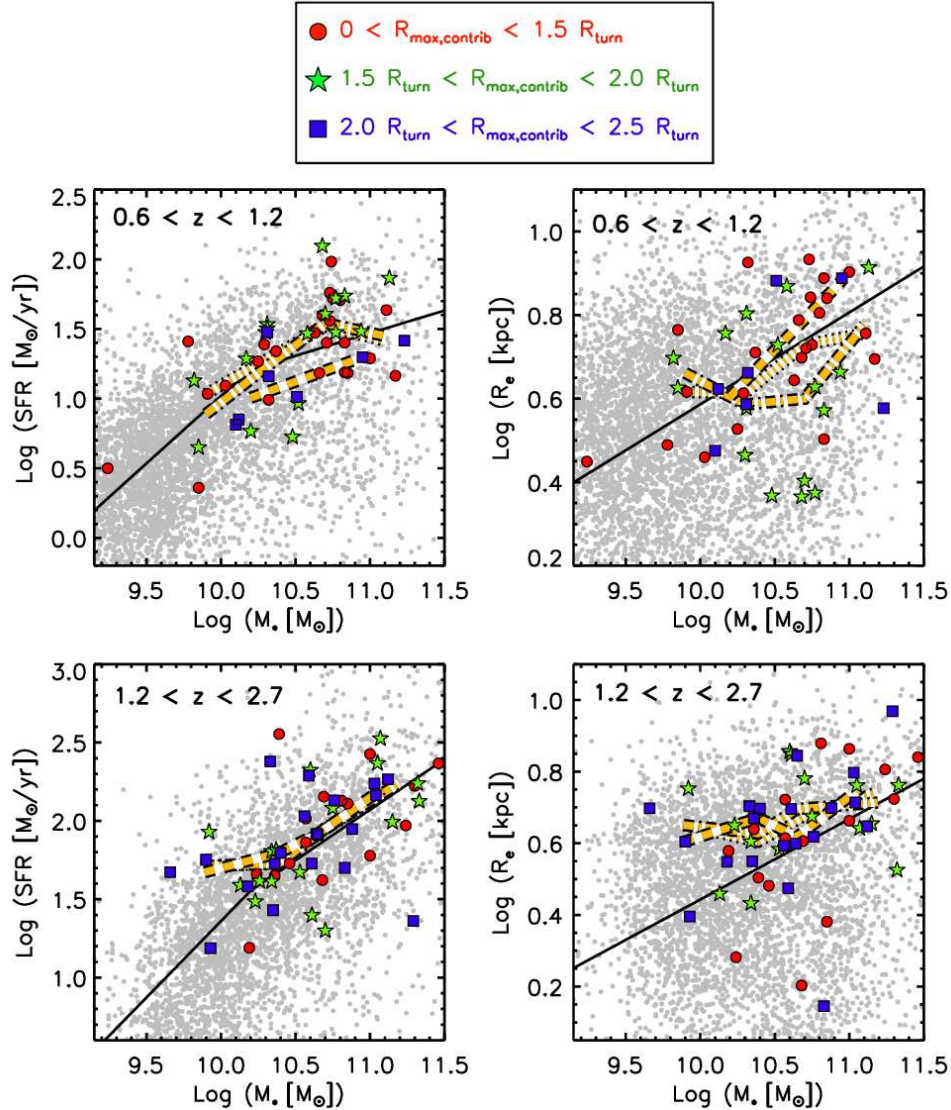 0 < R_max,contrib < 1.5 R_turn
1.5 R_turn < R_max,contrib < 2.0 R_turn
2.0 R_turn < R_max,contrib < 2.5 R_turn
2.5
2.0
1.5
1.0
0.5
0.0
Log (SFR [M⊙/yr])
0.6 < z < 1.2
9.5 10.0 10.5 11.0 11.5
Log (M* [M⊙])
1.0
0.8
0.6
0.4
0.2
Log (Re [kpc])
0.6 < z < 1.2
9.5 10.0 10.5 11.0 11.5
Log (M* [M⊙])
3.0
2.5
2.0
1.5
1.0
Log (SFR [M⊙/yr])
1.2 < z < 2.7
9.5 10.0 10.5 11.0 11.5
Log (M* [M⊙])
1.0
0.8
0.6
0.4
0.2
Log (Re [kpc])
1.2 < z < 2.7
9.5 10.0 10.5 11.0 11.5
Log (M* [M⊙])